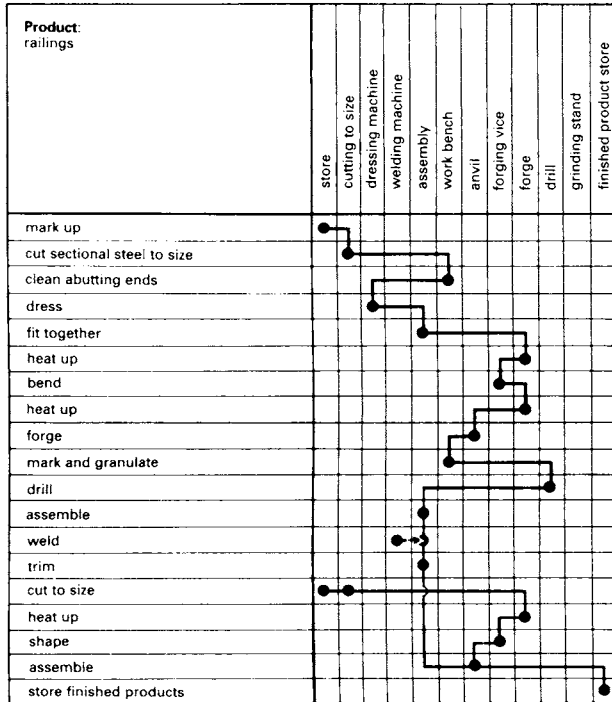 Product:
railings
store
cutting to size
dressing machine
welding machine
assembly
work bench
anvil
forging vice
forge
drill
grinding stand
finished product store
mark up
cut sectional steel to size
clean abutting ends
dress
fit together
heat up
bend
heat up
forge
mark and granulate
drill
assemble
weld
trim
cut to size
heat up
shape
assemble
store finished products